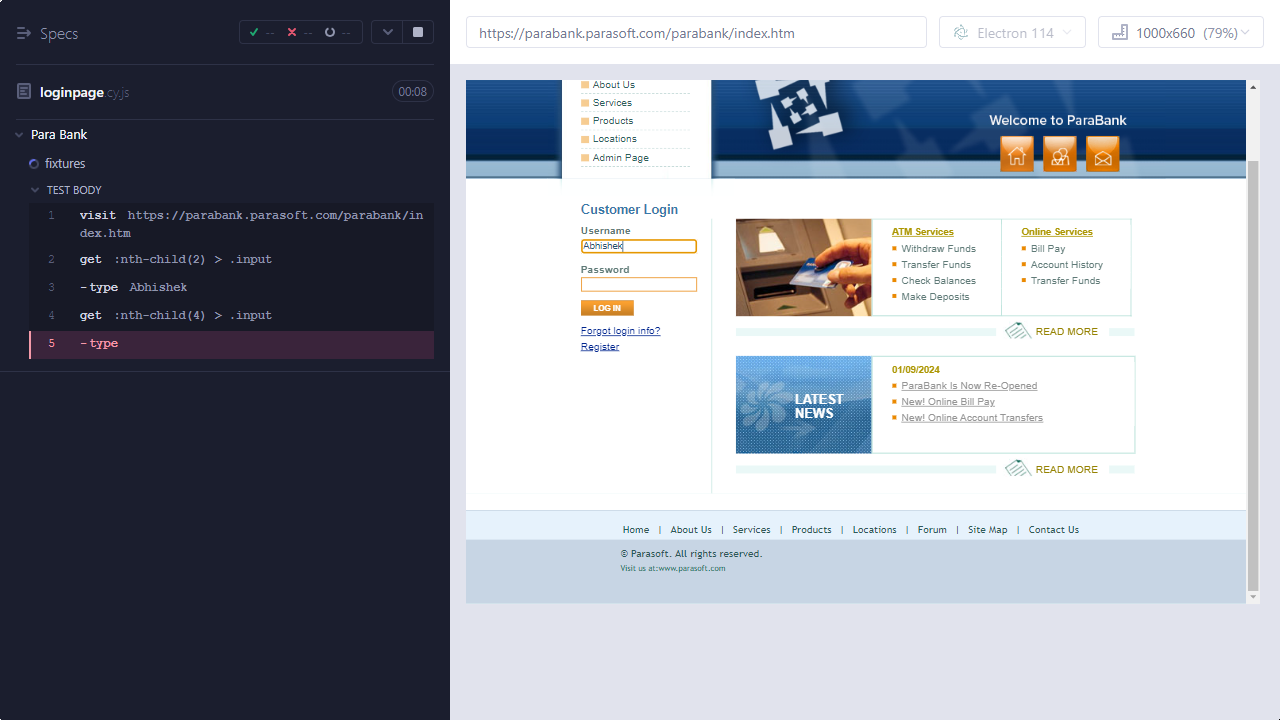 Specs
-- -- --
loginpage.cy.js
00:08
Para Bank
fixtures
TEST BODY
1 visit https://parabank.parasoft.com/parabank/in
dex.htm
2 get :nth-child(2) > .input
3 -type Abhishek
4 get :nth-child(4) > .input
5 -type
https://parabank.parasoft.com/parabank/index.htm
Electron 114
1000x660 (79%)
About Us
Services
Products
Locations
Admin Page
Welcome to ParaBank
Customer Login
Username
Abhishek
Password
LOG IN
Forgot login info?
Register
ATM Services
Withdraw Funds
Transfer Funds
Check Balances
Make Deposits
Online Services
Bill Pay
Account History
Transfer Funds
READ MORE
LATEST
NEWS
01/09/2024
ParaBank Is Now Re-Opened
New! Online Bill Pay
New! Online Account Transfers
READ MORE
Home | About Us | Services | Products | Locations | Forum | Site Map | Contact Us
© Parasoft. All rights reserved.
Visit us at:www.parasoft.com